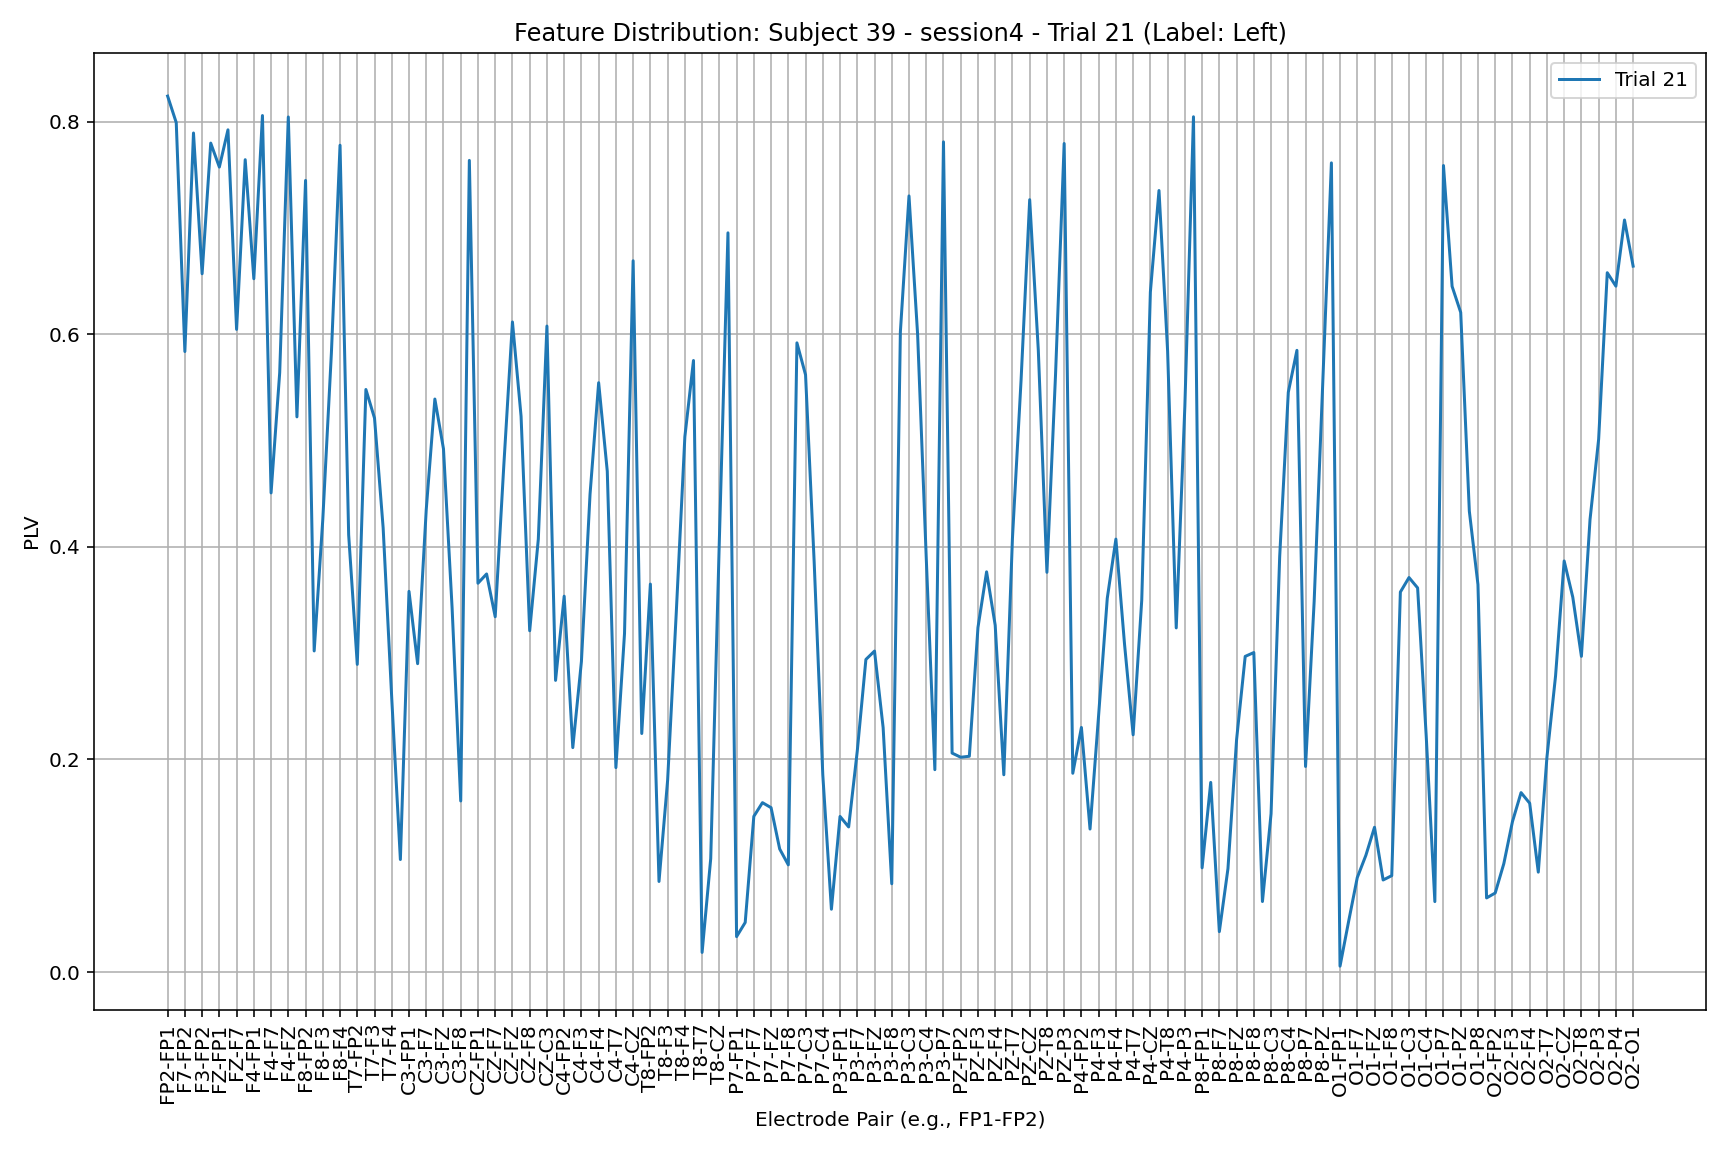 Feature Distribution: Subject 39 - session4 - Trial 21 (Label: Left)
Trial 21
PLV
0.8
0.6
0.4
0.2
0.0
FP2-FP1
F7-FP2
F3-FP2
FZ-FP1
FZ-F7
F4-FP1
F4-F7
F4-FZ
F8-FP2
F8-F3
F8-F4
T7-FP2
T7-F3
T7-F4
C3-FP1
C3-F7
C3-FZ
C3-F8
CZ-FP1
CZ-F7
CZ-FZ
CZ-F8
CZ-C3
C4-FP2
C4-F3
C4-F4
C4-T7
C4-CZ
T8-FP2
T8-F3
T8-F4
T8-T7
T8-CZ
P7-FP1
P7-F7
P7-FZ
P7-F8
P7-C3
P7-C4
P3-FP1
P3-F7
P3-FZ
P3-F8
P3-C3
P3-C4
P3-P7
PZ-FP2
PZ-F3
PZ-F4
PZ-T7
PZ-CZ
PZ-T8
PZ-P3
P4-FP2
P4-F3
P4-F4
P4-T7
P4-CZ
P4-T8
P4-P3
P8-FP1
P8-F7
P8-FZ
P8-F8
P8-C3
P8-C4
P8-P7
P8-PZ
O1-FP1
O1-F7
O1-FZ
O1-F8
O1-C3
O1-C4
O1-P7
O1-PZ
O1-P8
O2-FP2
O2-F3
O2-F4
O2-T7
O2-CZ
O2-T8
O2-P3
O2-P4
O2-O1
Electrode Pair (e.g., FP1-FP2)